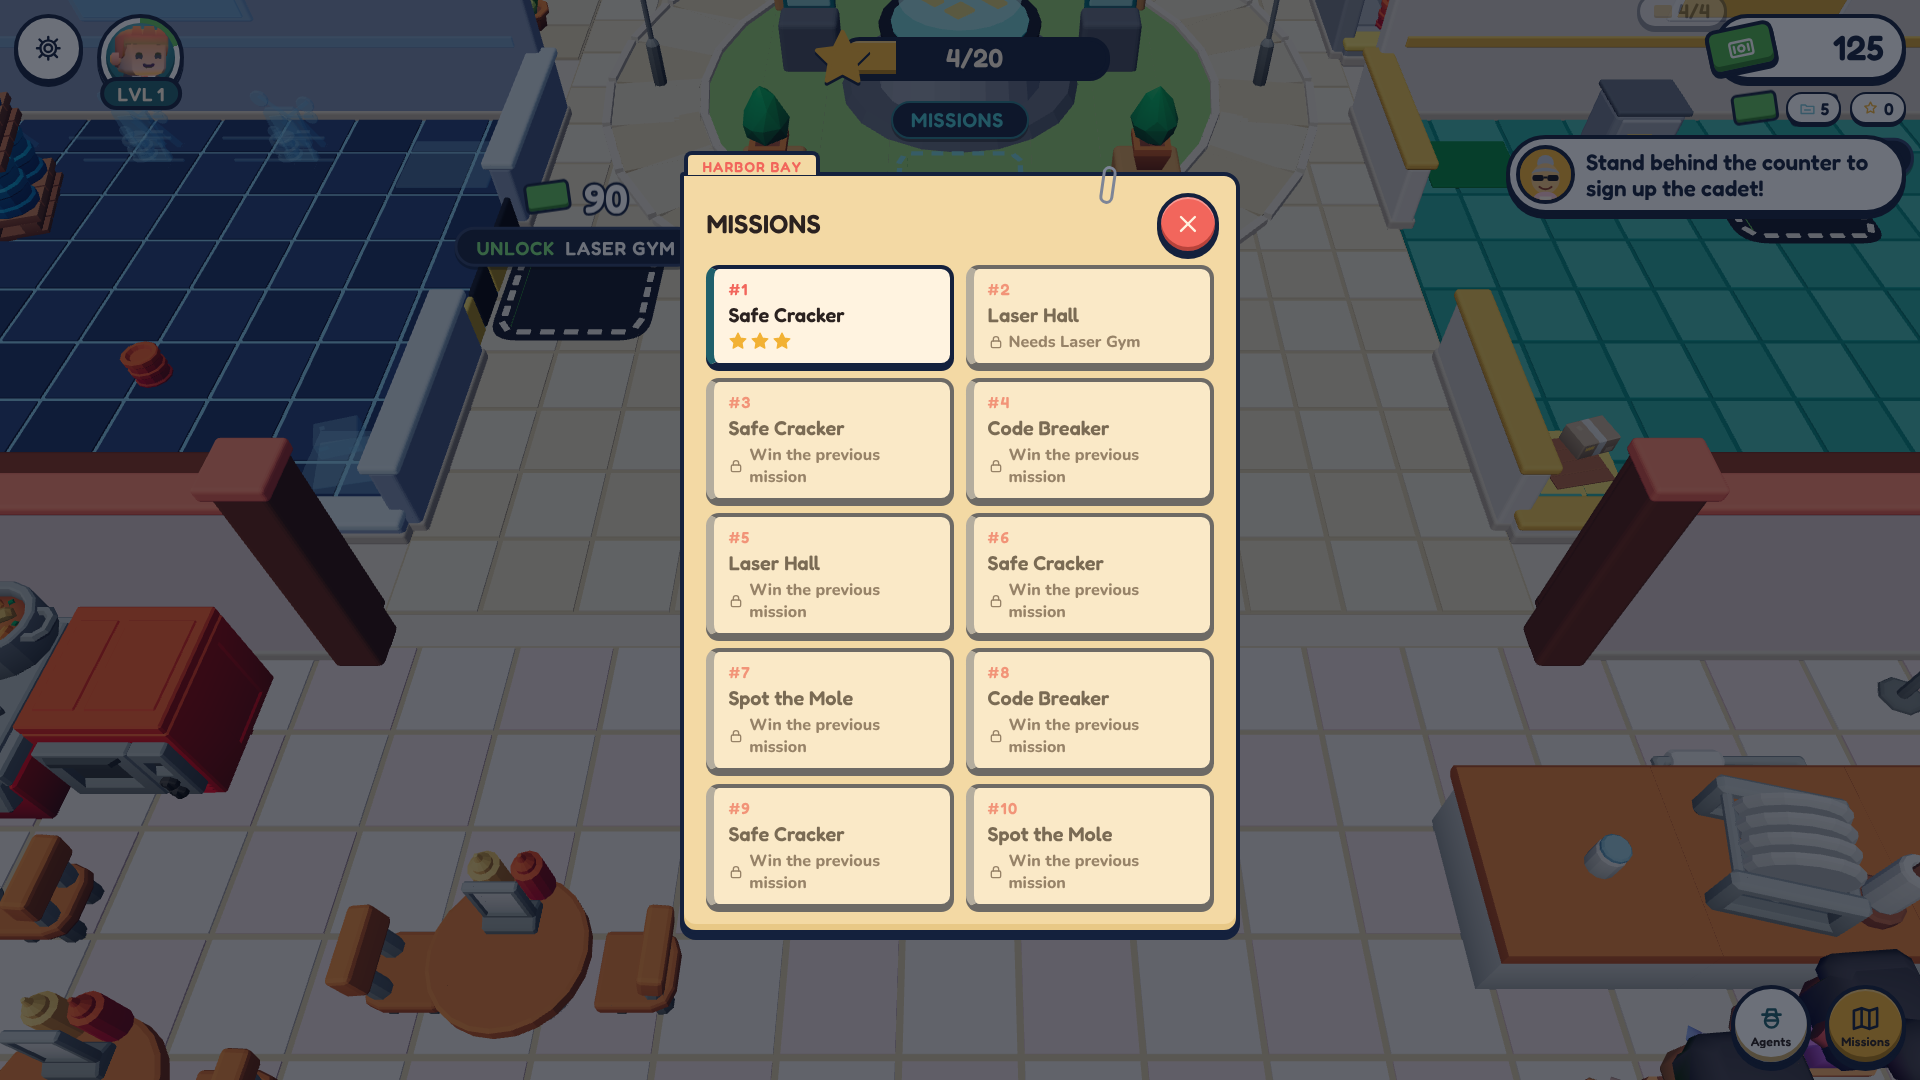 LVL 1
4/20
MISSIONS
4/4
125
5
0
Stand behind the counter to
sign up the cadet!
90
UNLOCK LASER GYM
HARBOR BAY
MISSIONS
#1
Safe Cracker
#2
Laser Hall
Needs Laser Gym
#3
Safe Cracker
Win the previous
mission
#4
Code Breaker
Win the previous
mission
#5
Laser Hall
Win the previous
mission
#6
Safe Cracker
Win the previous
mission
#7
Spot the Mole
Win the previous
mission
#8
Code Breaker
Win the previous
mission
#9
Safe Cracker
Win the previous
mission
#10
Spot the Mole
Win the previous
mission
Agents
Missions